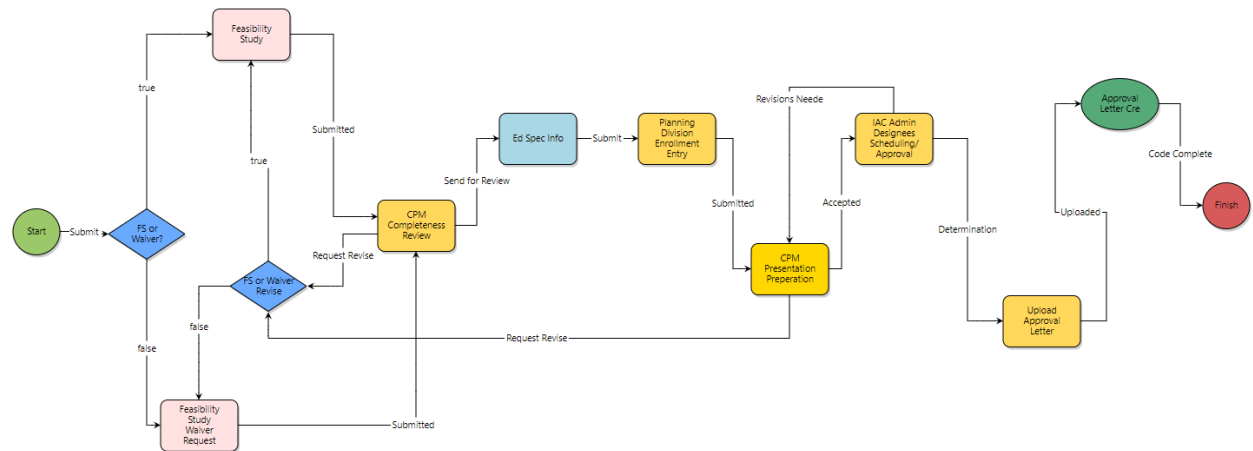 Feasibility
Study
true
Submitted
true
Start
Submit
FS or
Waiver?
CPM
Completeness
Review
Send for Review
Request Revise
FS or Waiver
Revise
false
false
Feasibility
Study
Waiver
Request
Submitted
Ed Spec Info
Submit
Planning
Division
Enrollment
Entry
Submitted
Revisions Neede
IAC Admin
Designees
Scheduling/
Approval
Accepted
CPM
Presentation
Preperation
Request Revise
Determination
Upload
Approval
Letter
Uploaded
Approval
Letter Cre
Code Complete
Finish